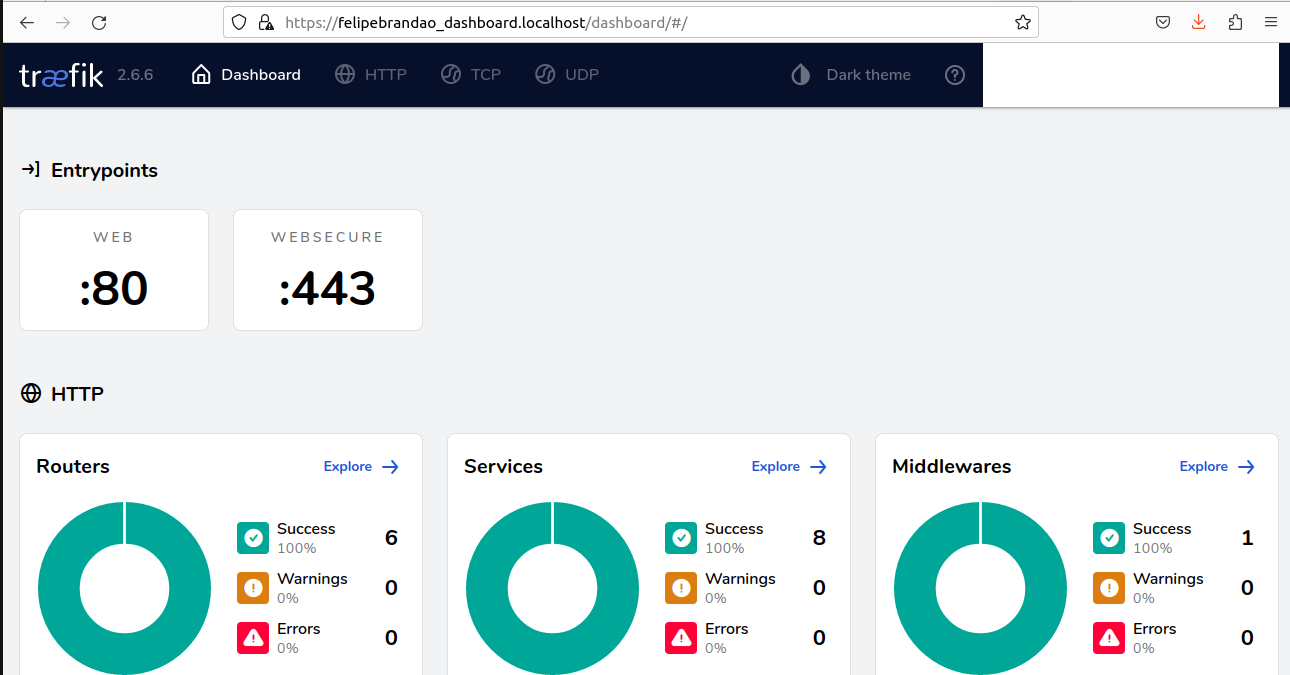 https://felipebrandao_dashboard.localhost/dashboard/#/
træfik 2.6.6 Dashboard HTTP TCP UDP Dark theme
Entrypoints
WEB WEBSECURE
:80 :443
HTTP
Routers Explore Services Explore Middlewares Explore
Success 6 Success 8 Success 1
100% 100% 100%
Warnings 0 Warnings 0 Warnings 0
0% 0% 0%
Errors 0 Errors 0 Errors 0
0% 0% 0%